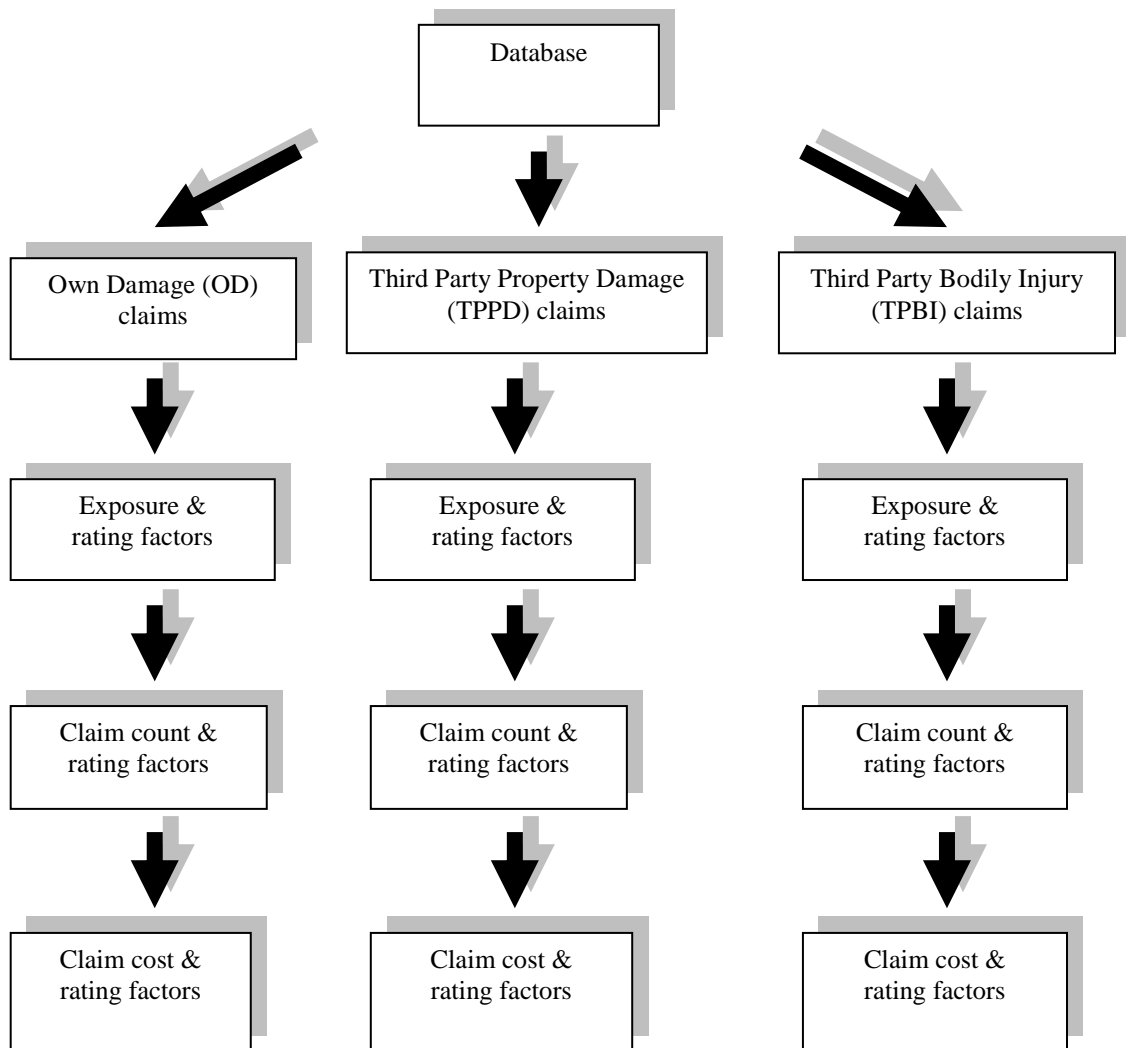 Database
Own Damage (OD)
claims
Third Party Property Damage
(TPPD) claims
Third Party Bodily Injury
(TPBI) claims
Exposure &
rating factors
Exposure &
rating factors
Exposure &
rating factors
Claim count &
rating factors
Claim count &
rating factors
Claim count &
rating factors
Claim cost &
rating factors
Claim cost &
rating factors
Claim cost &
rating factors